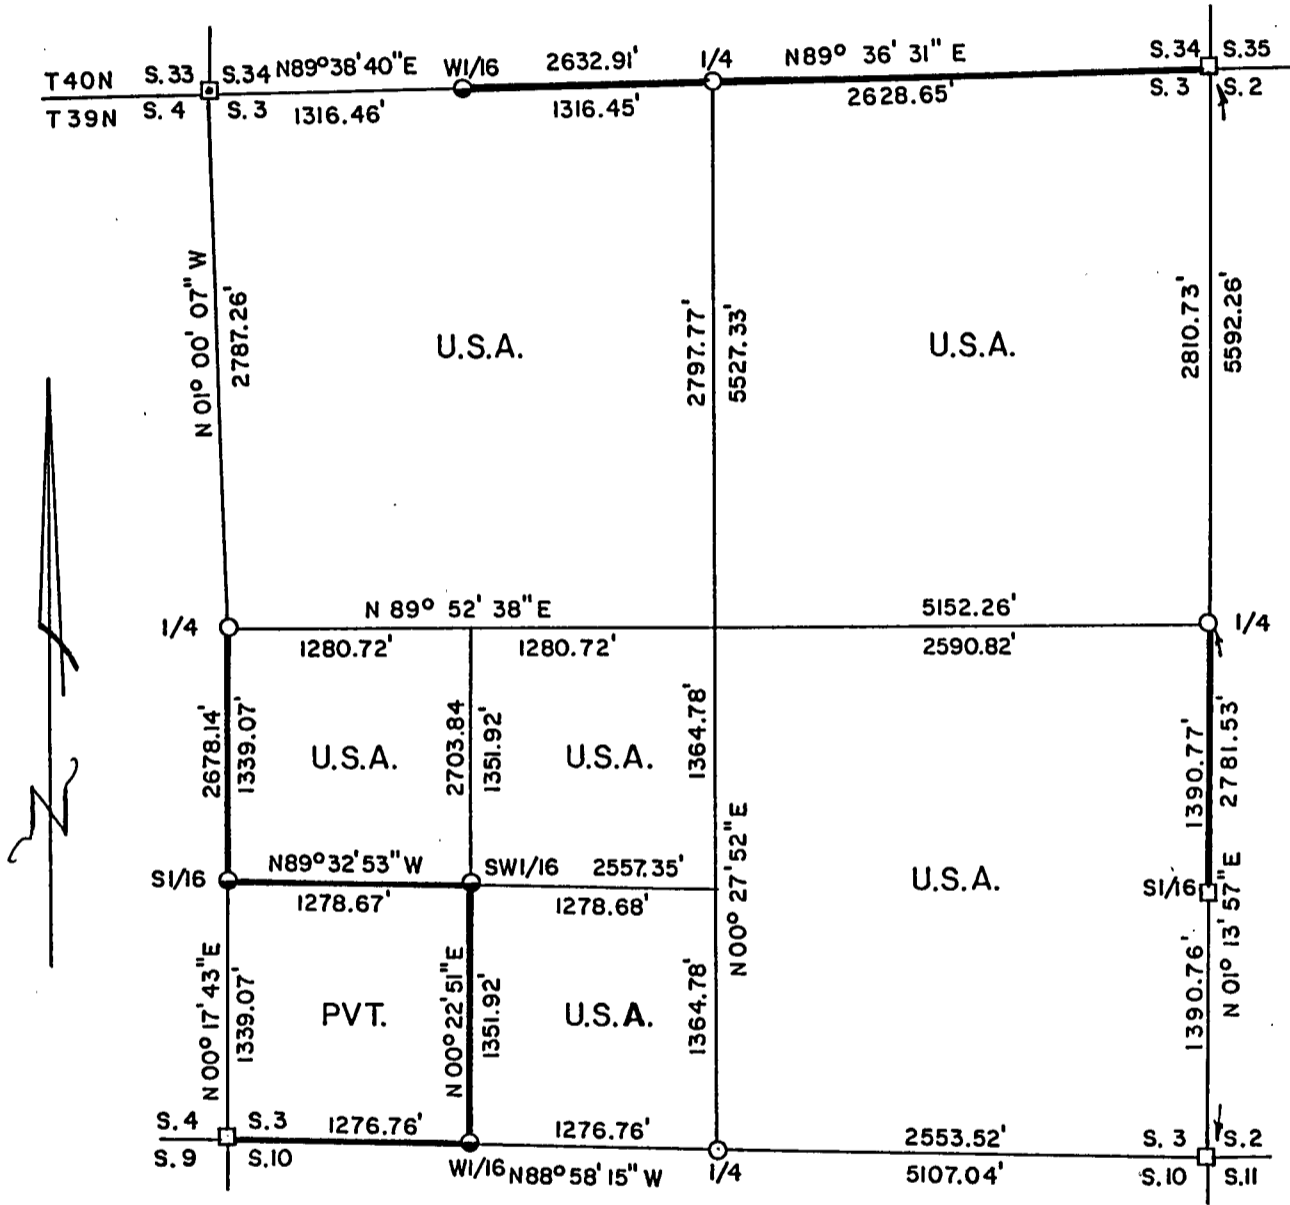 T40N S.33 S.34 N89°38'40"E W1/16 2632.91' 1/4 N89° 36' 31" E S.34 S.35
T39N S. 4 S. 3 1316.46' 1316.45' 2628.65' S. 3 S. 2
N 01° 00' 07" W
2787.26'
U.S.A.
2797.77'
5527.33'
U.S.A.
2810.73'
5592.26'
1/4 N 89° 52' 38" E 5152.26' 1/4
1280.72' 1280.72' 2590.82'
2678.14'
1339.07'
U.S.A.
2703.84
1351.92'
U.S.A.
1364.78'
1390.77'
2781.53'
N
S1/16 N89°32'53" W SW1/16 2557.35' S1/16
1278.67' 1278.68'
N 00° 27' 52" E
U.S.A.
N 00° 17' 43" E
1339.07'
PVT.
N 00° 22' 51" E
1351.92'
U.S.A.
1364.78'
1390.76'
N 01° 13' 57" E
S. 4 S. 3 1276.76' 1276.76' 2553.52' S. 3 S.2
S. 9 S.10 W1/16 N88°58'15" W 1/4 5107.04' S.10 S.11